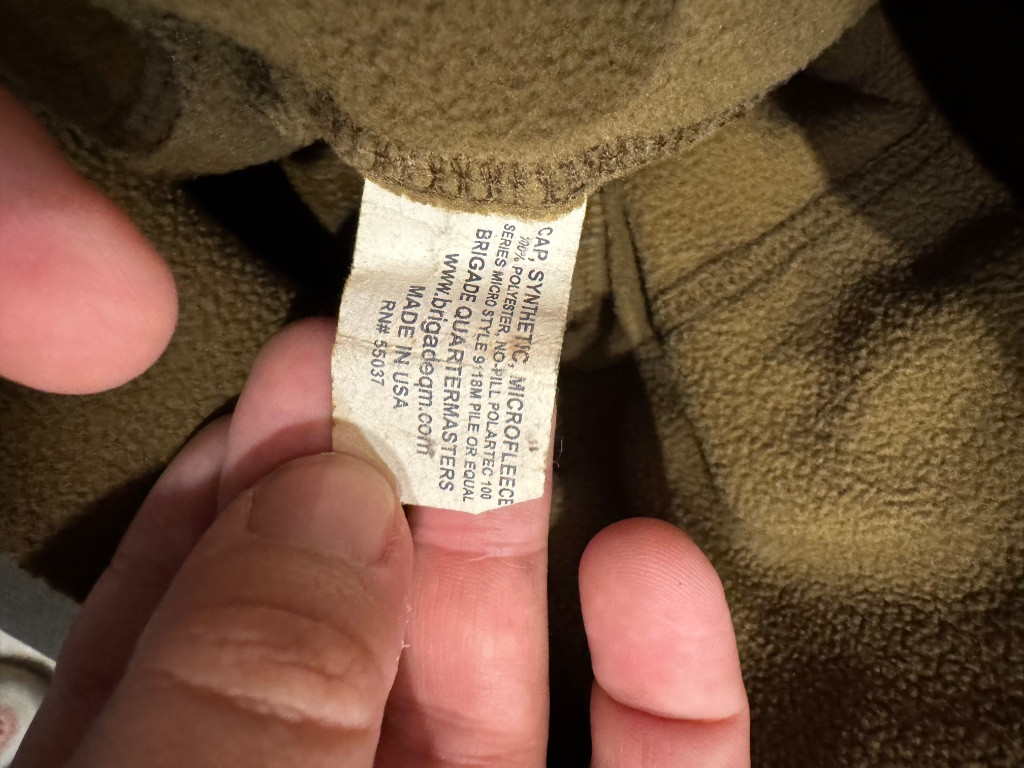 CAP, SYNTHETIC, MICROFLEECE
100% POLYESTER, NO-PILL POLARTEC 100
SERIES MICRO STYLE 9118M PILE OR EQUAL
BRIGADE QUARTERMASTERS
www.brigadeqm.com
MADE IN USA
RN# 55037